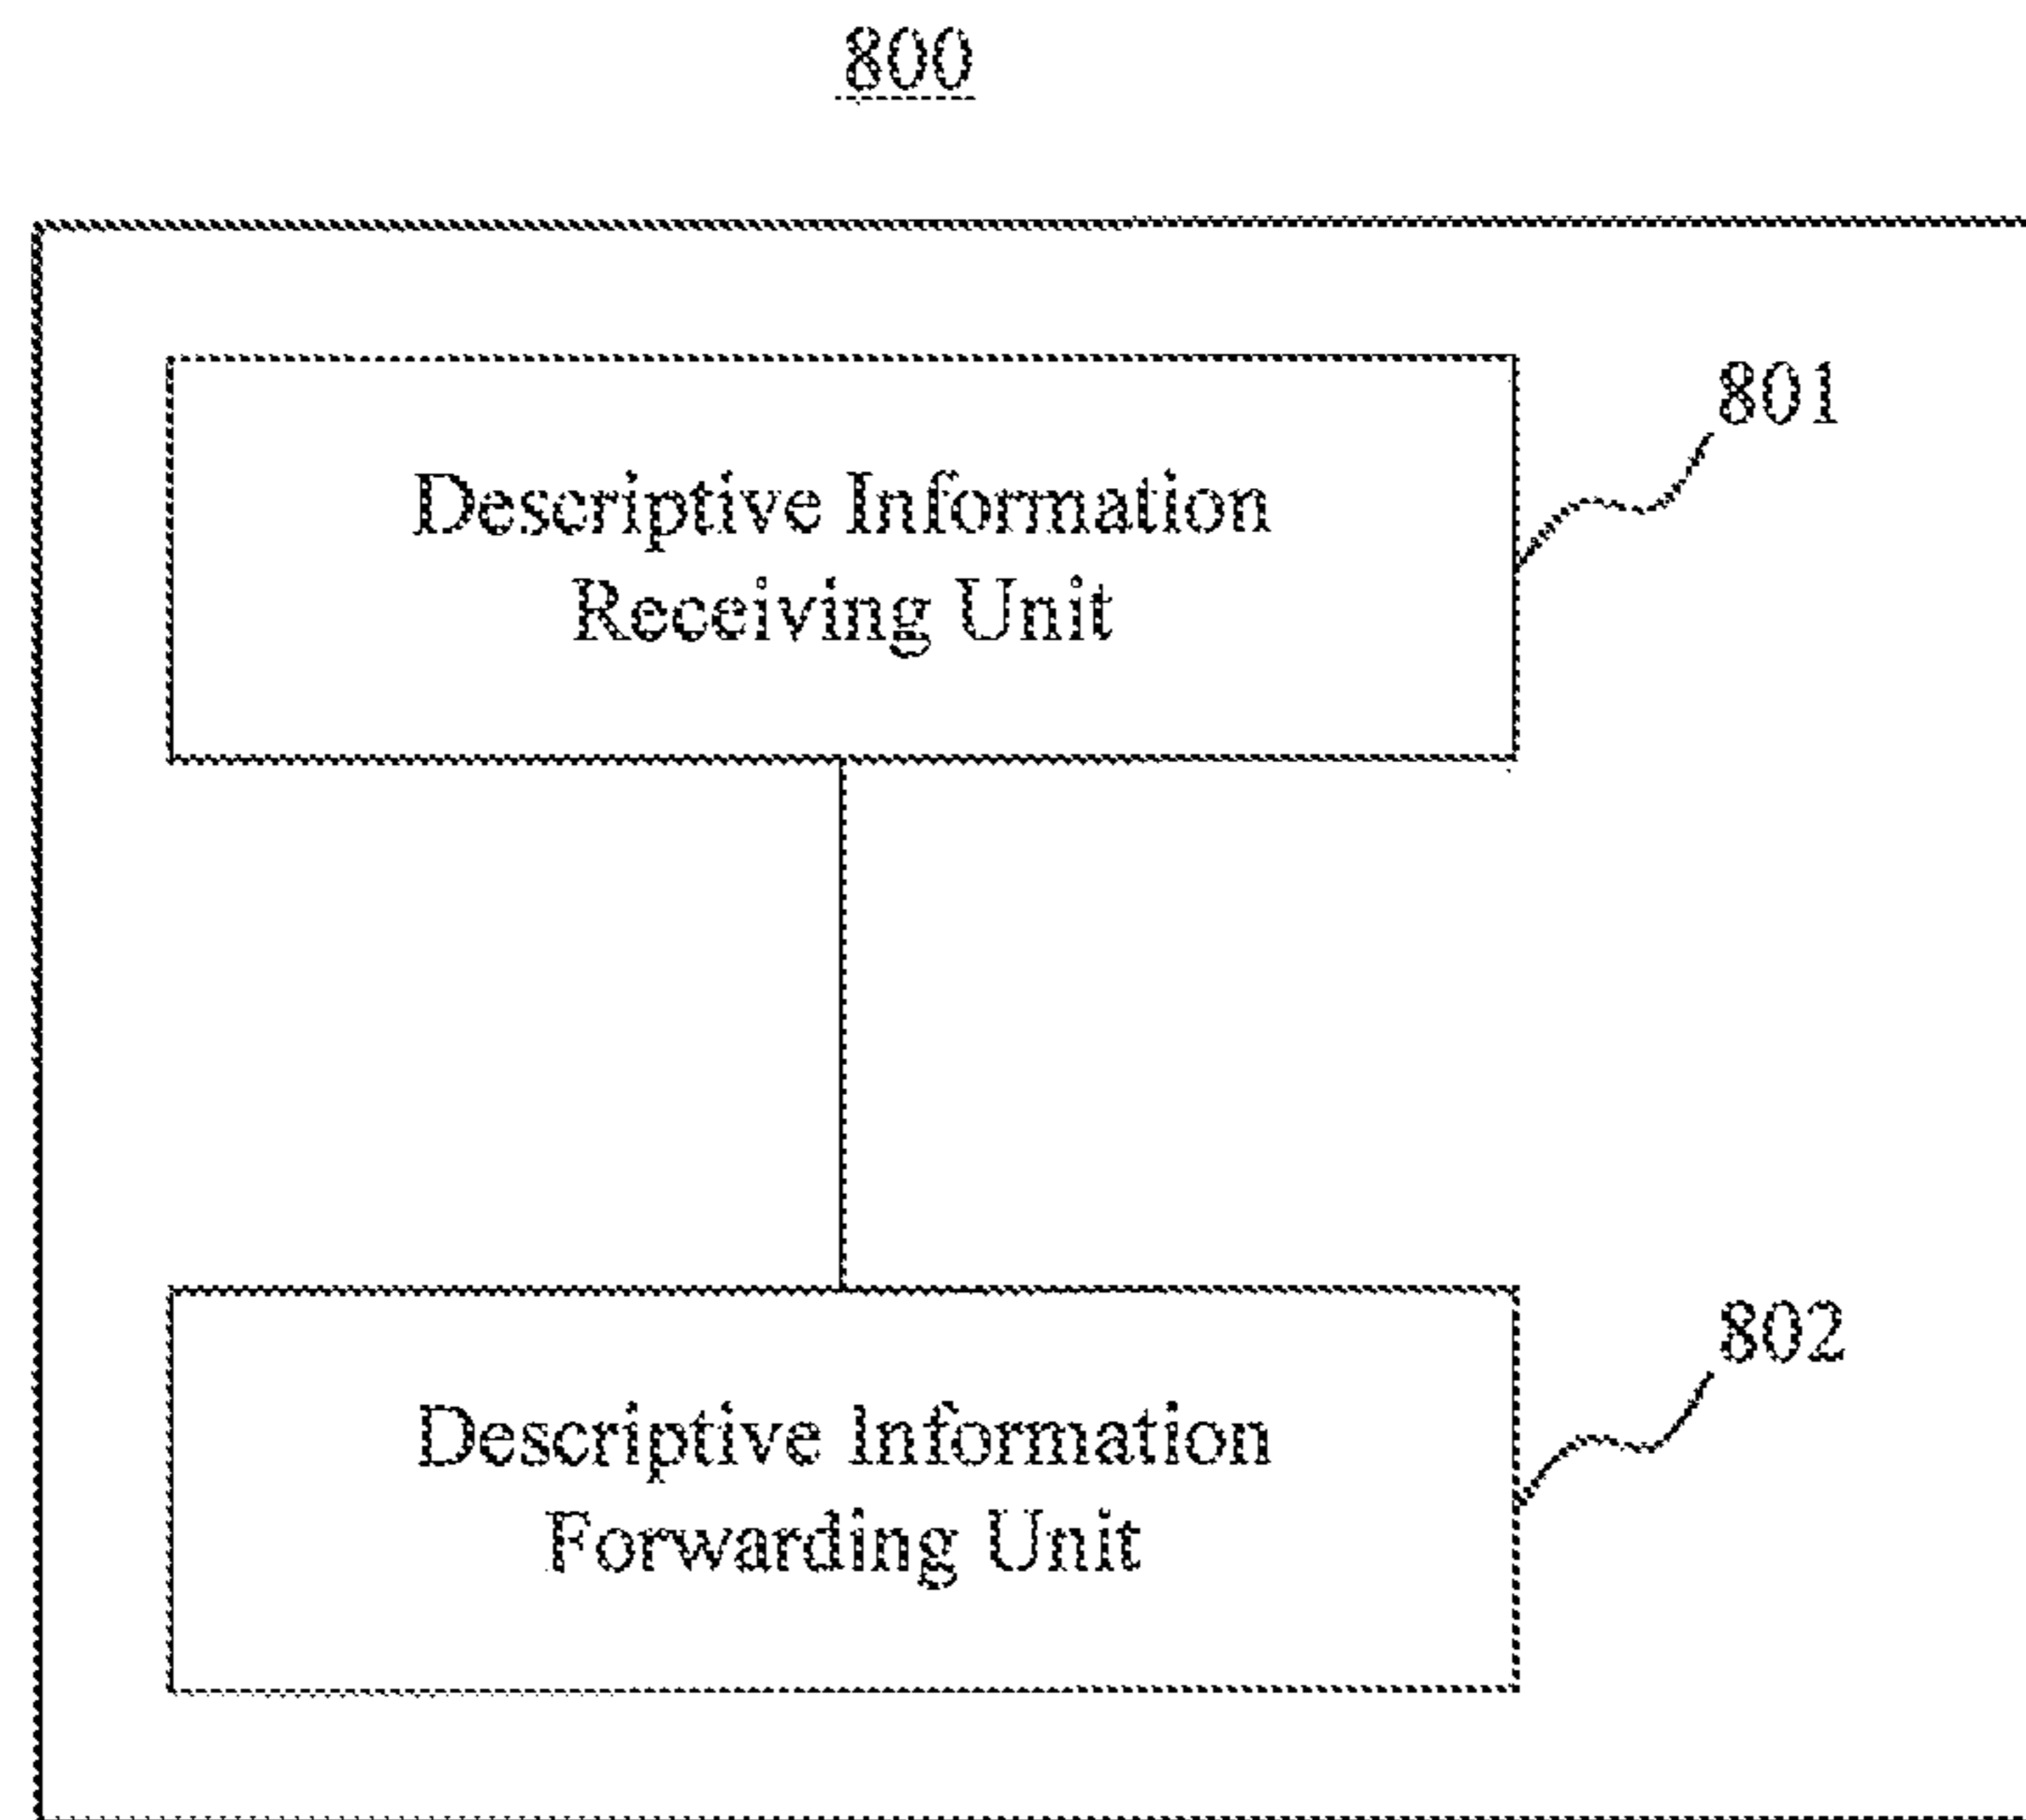 800
801
Descriptive Information
Receiving Unit
802
Descriptive Information
Forwarding Unit